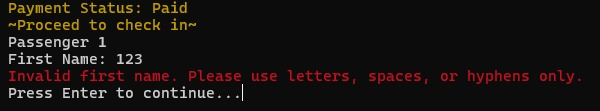 Payment Status: Paid
~Proceed to check in~
Passenger 1
First Name: 123
Invalid first name. Please use letters, spaces, or hyphens only.
Press Enter to continue...